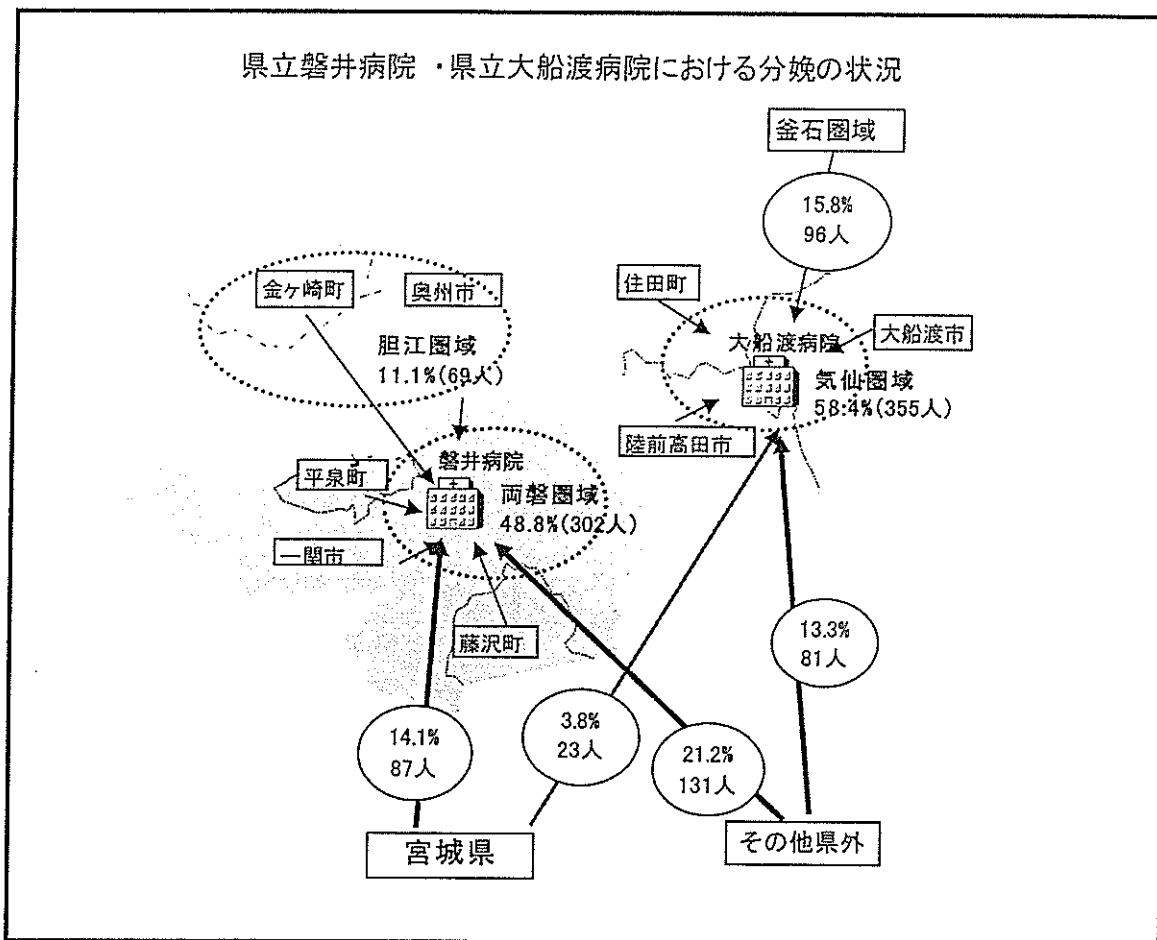 県立磐井病院 ・県立大船渡病院における分娩の状況
釜石圏域
15.8%
96人
金ヶ崎町
奥州市
住田町
大船渡市
胆江圏域
11.1%(69人)
大船渡病院
気仙圏域
58.4%(355人)
陸前高田市
磐井病院
平泉町
両磐圏域
48.8%(302人)
一関市
藤沢町
13.3%
81人
14.1%
87人
3.8%
23人
21.2%
131人
宮城県
その他県外